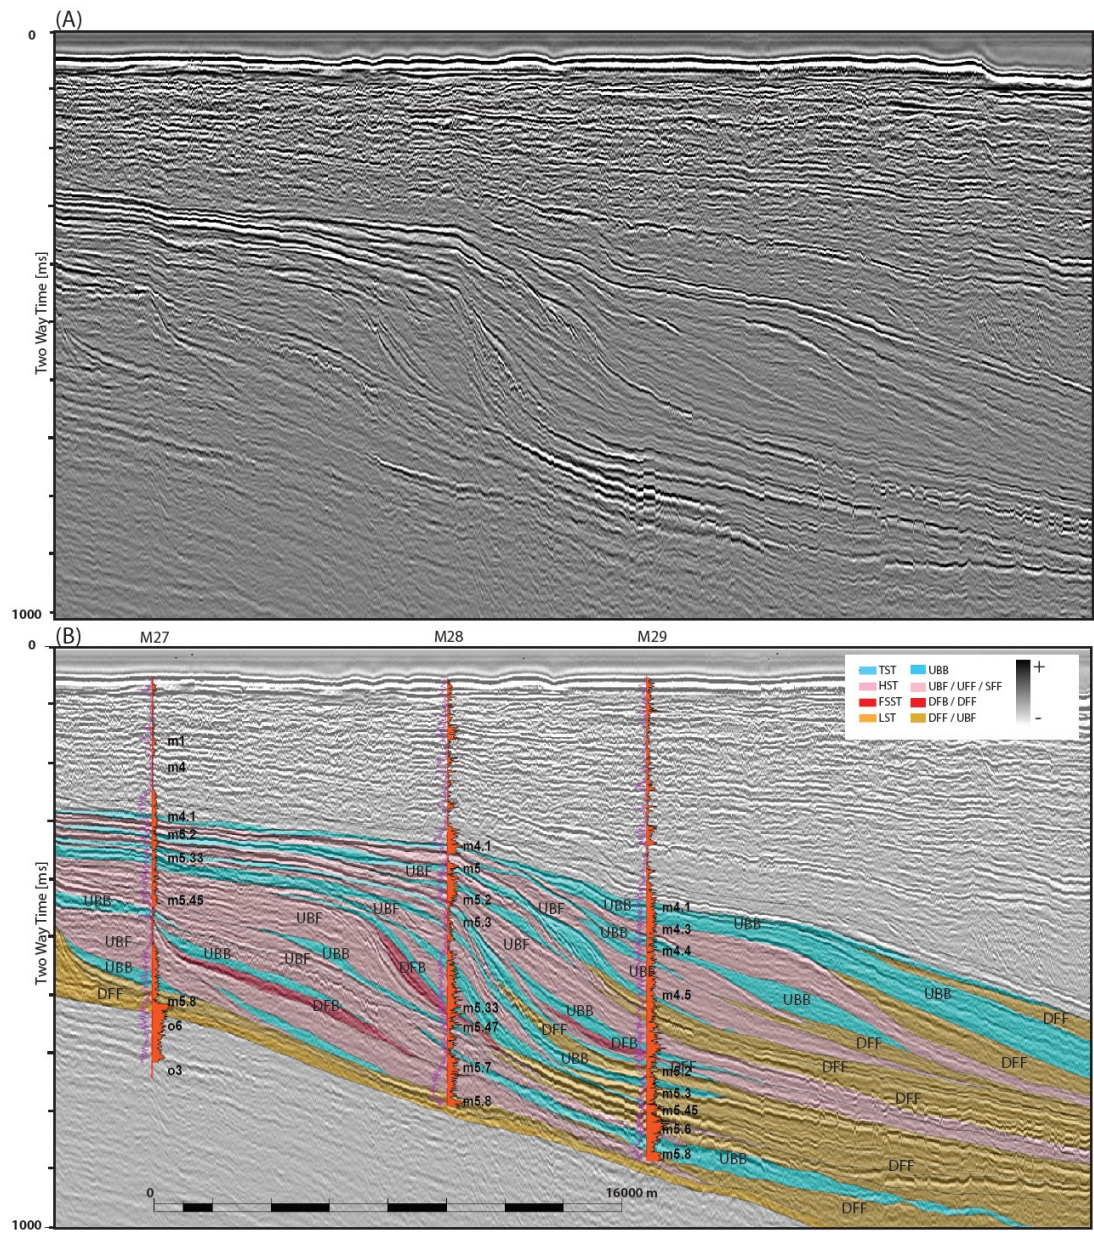 (A)
0
Two Way Time [ms]
1000
(B)
M27 M28 M29
0
TST UBB
HST UBF / UFF / SFF
FSST DFB / DFF
LST DFF / UBF
+
-
m1
m4
m4.1
m5.2
m5.33
m5.45
m5.8
o6
o3
m4.1
m5
m5.2
m5.3
m5.33
m5.47
m5.7
m5.8
m4.1
m4.3
m4.4
m4.5
m5.2
m5.3
m5.45
m5.6
m5.8
UBB
UBF
UBB
DFF
UBF
UBB
UBF
UBB
DFB
UBF
UBF
DFB
UBF
UBF
UBB
UBB
UBF
UBB
DFF
DFB
UBB
DFF
UBB
UBB
UBB
DFF
DFF
DFF
DFF
DFF
UBB
DFF
DFF
Two Way Time [ms]
0 16000 m
1000